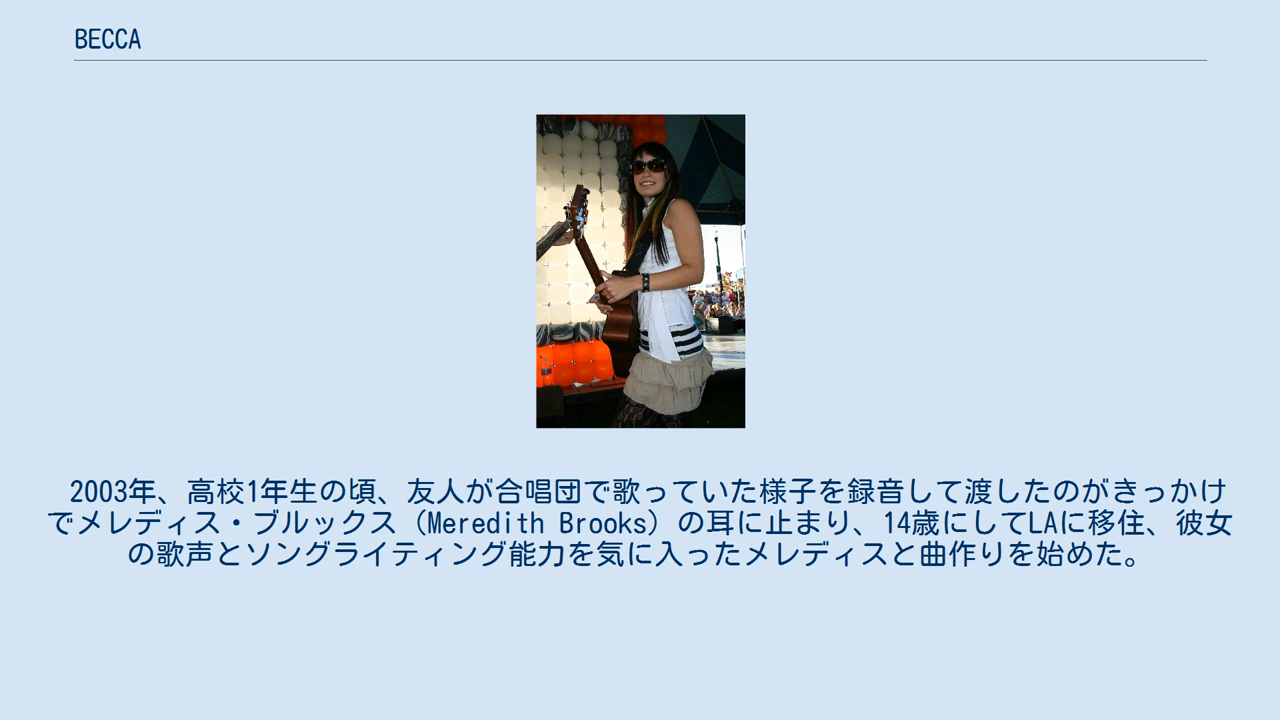 BECCA
2003年、高校1年生の頃、友人が合唱団で歌っていた様子を録音して渡したのがきっかけ
でメレディス・ブルックス（Meredith Brooks）の耳に止まり、14歳にしてLAに移住、彼女
の歌声とソングライティング能力を気に入ったメレディスと曲作りを始めた。